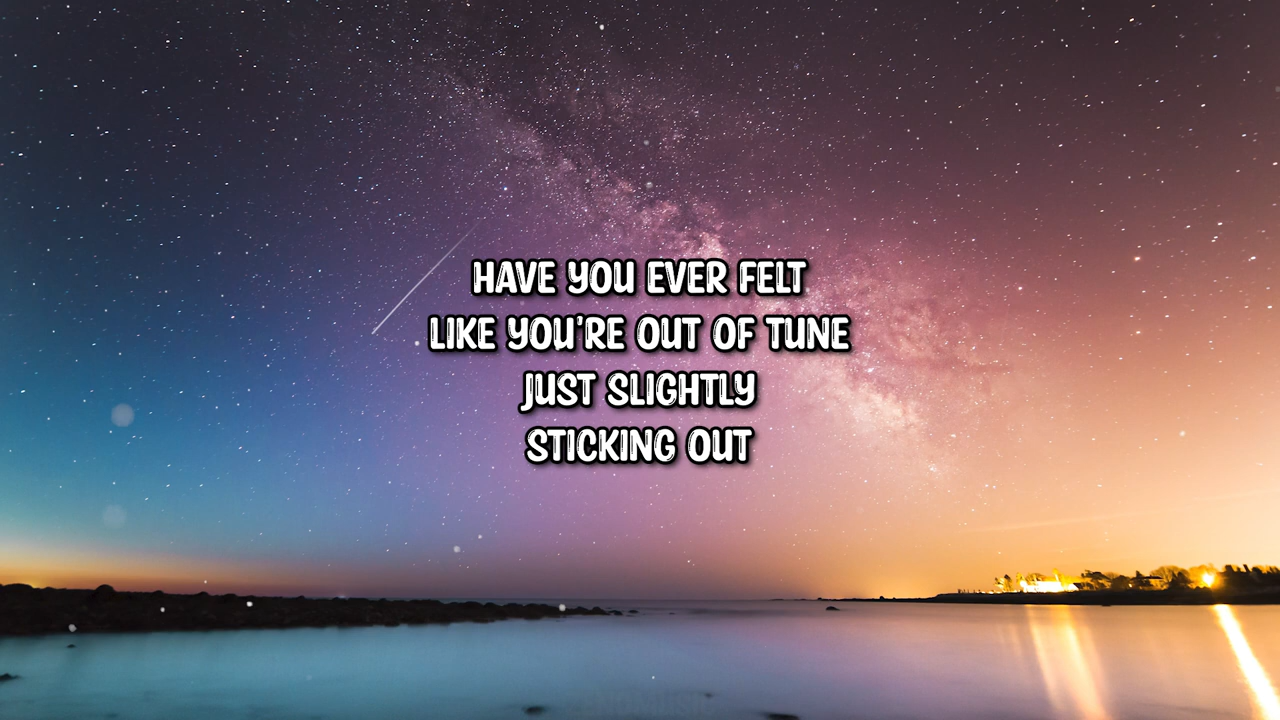 HAVE YOU EVER FELT
LIKE YOU'RE OUT OF TUNE
JUST SLIGHTLY
STICKING OUT